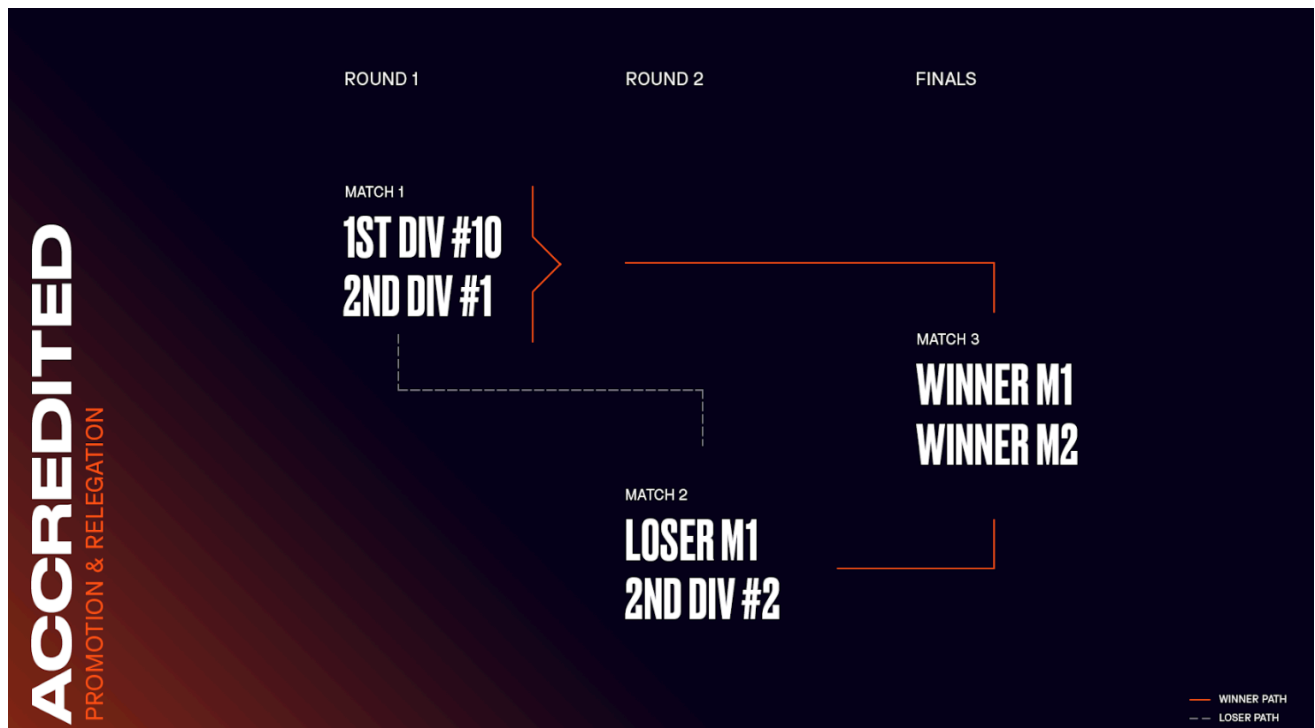 ACCREDITED
PROMOTION & RELEGATION
ROUND 1
ROUND 2
FINALS
MATCH 1
1ST DIV #10
2ND DIV #1
MATCH 2
LOSER M1
2ND DIV #2
MATCH 3
WINNER M1
WINNER M2
WINNER PATH
LOSER PATH